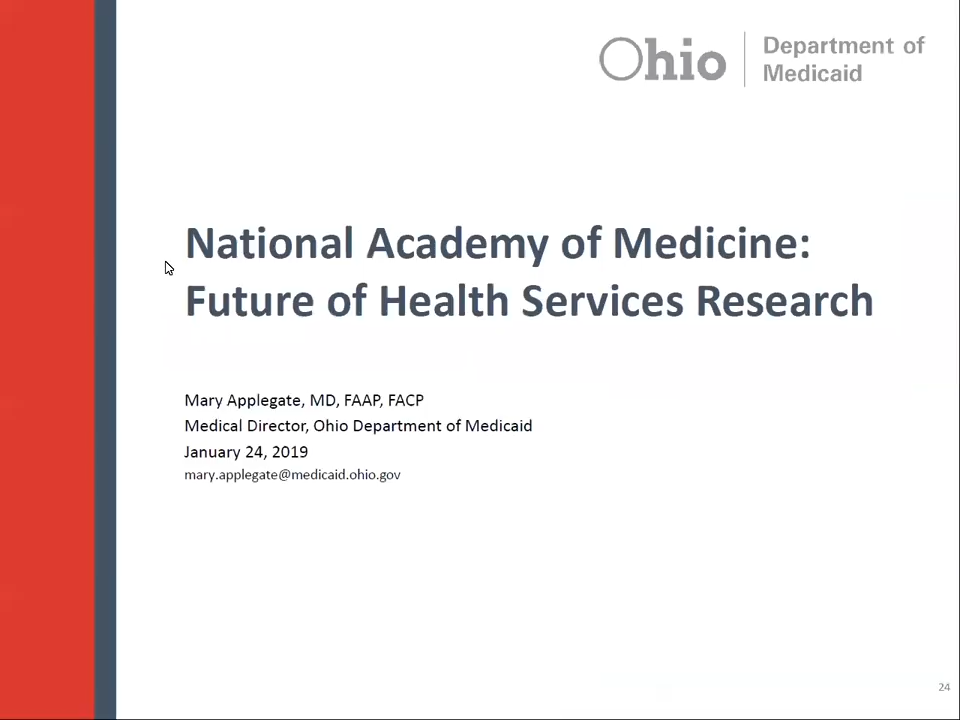 Ohio
Department of
Medicaid
National Academy of Medicine:
Future of Health Services Research
Mary Applegate, MD, FAAP, FACP
Medical Director, Ohio Department of Medicaid
January 24, 2019
mary.applegate@medicaid.ohio.gov
24